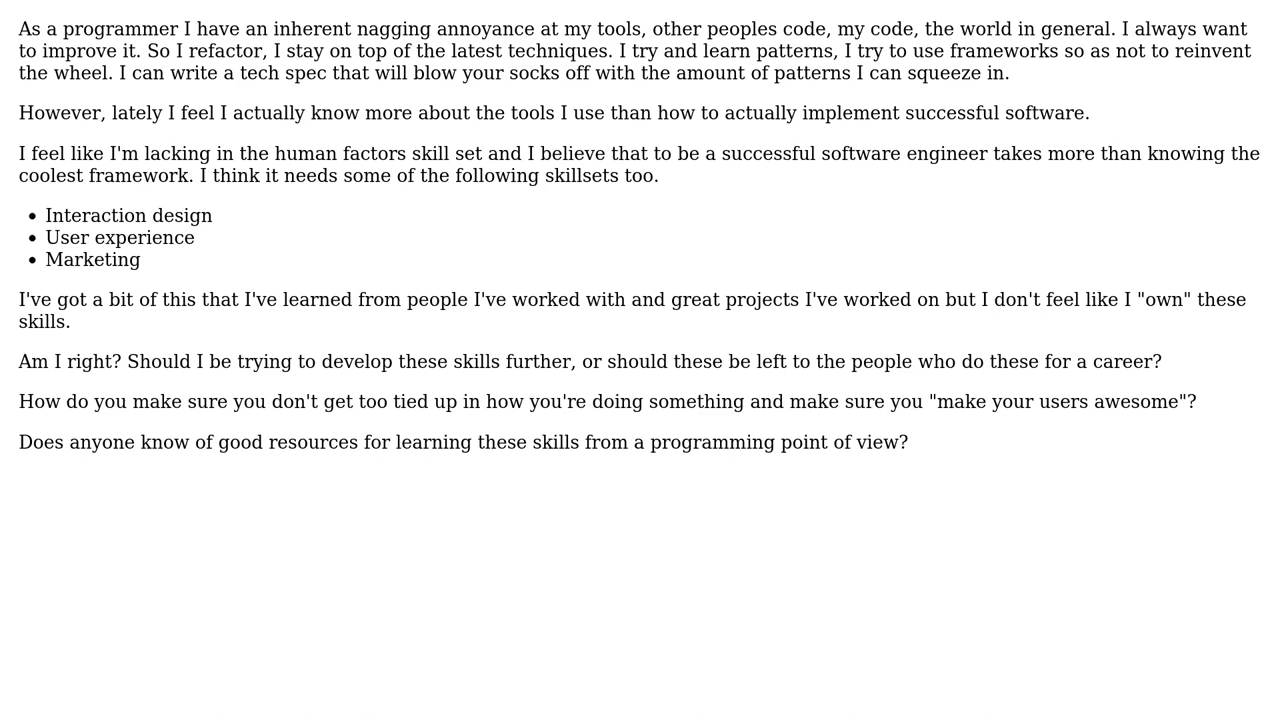 As a programmer I have an inherent nagging annoyance at my tools, other peoples code, my code, the world in general. I always want
to improve it. So I refactor, I stay on top of the latest techniques. I try and learn patterns, I try to use frameworks so as not to reinvent
the wheel. I can write a tech spec that will blow your socks off with the amount of patterns I can squeeze in.
However, lately I feel I actually know more about the tools I use than how to actually implement successful software.
I feel like I'm lacking in the human factors skill set and I believe that to be a successful software engineer takes more than knowing the
coolest framework. I think it needs some of the following skillsets too.
• Interaction design
• User experience
• Marketing
I've got a bit of this that I've learned from people I've worked with and great projects I've worked on but I don't feel like I "own" these
skills.
Am I right? Should I be trying to develop these skills further, or should these be left to the people who do these for a career?
How do you make sure you don't get too tied up in how you're doing something and make sure you "make your users awesome"?
Does anyone know of good resources for learning these skills from a programming point of view?